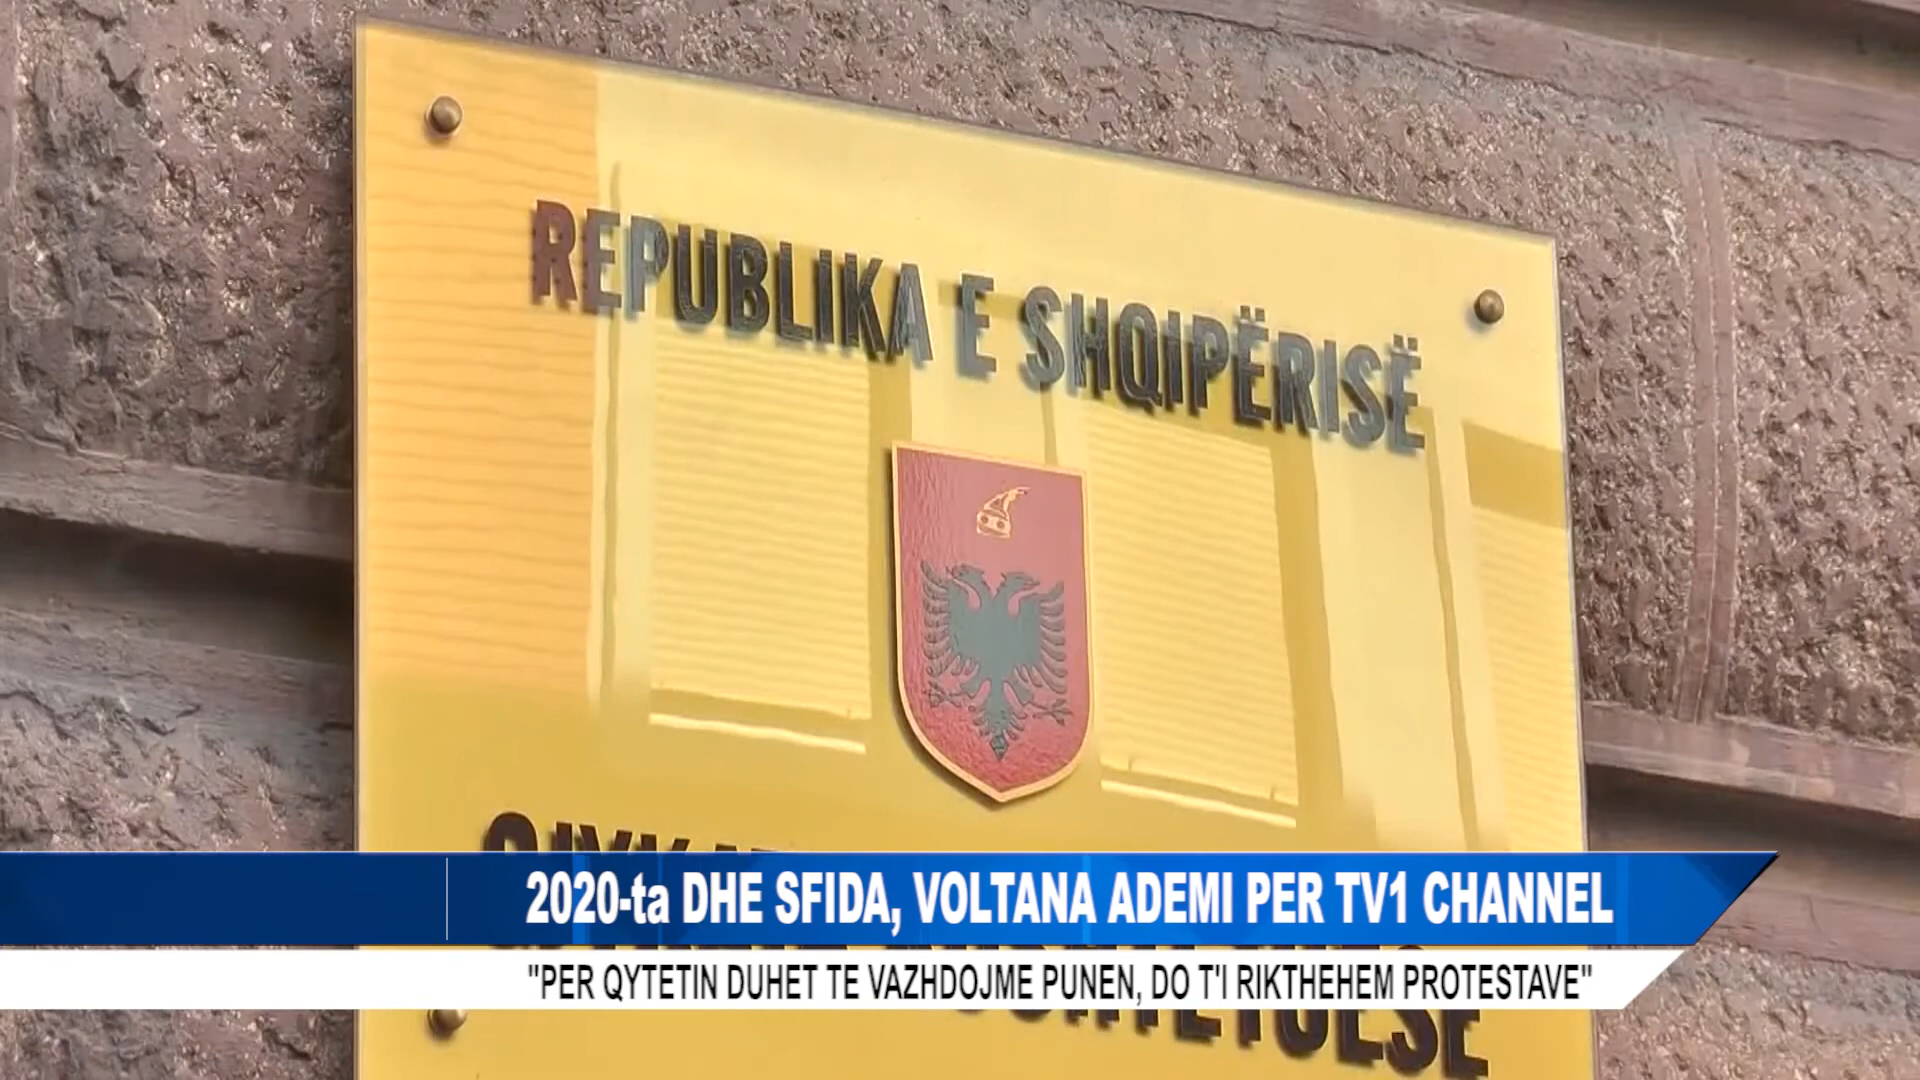 REPUBLIKA E SHQIPËRISË
2020-ta DHE SFIDA, VOLTANA ADEMI PER TV1 CHANNEL
"PER QYTETIN DUHET TE VAZHDOJME PUNEN, DO T'I RIKTHEHEM PROTESTAVE"